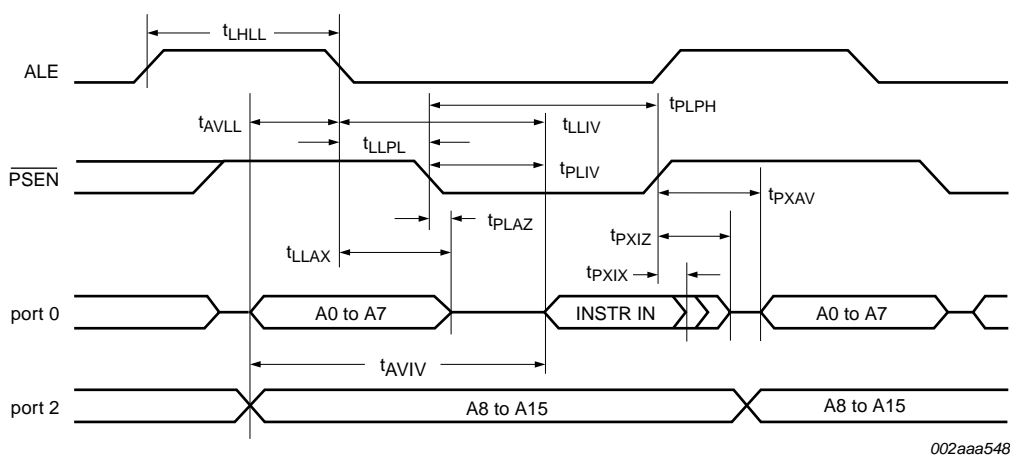 tLHLL
ALE
tPLPH
tAVLL
tLLIV
tLLPL
PSEN
tPLIV
tPXAV
tPLAZ
tLLAX
tPXIZ
tPXIX
port 0
A0 to A7
INSTR IN
A0 to A7
tAVIV
port 2
A8 to A15
A8 to A15
002aaa548